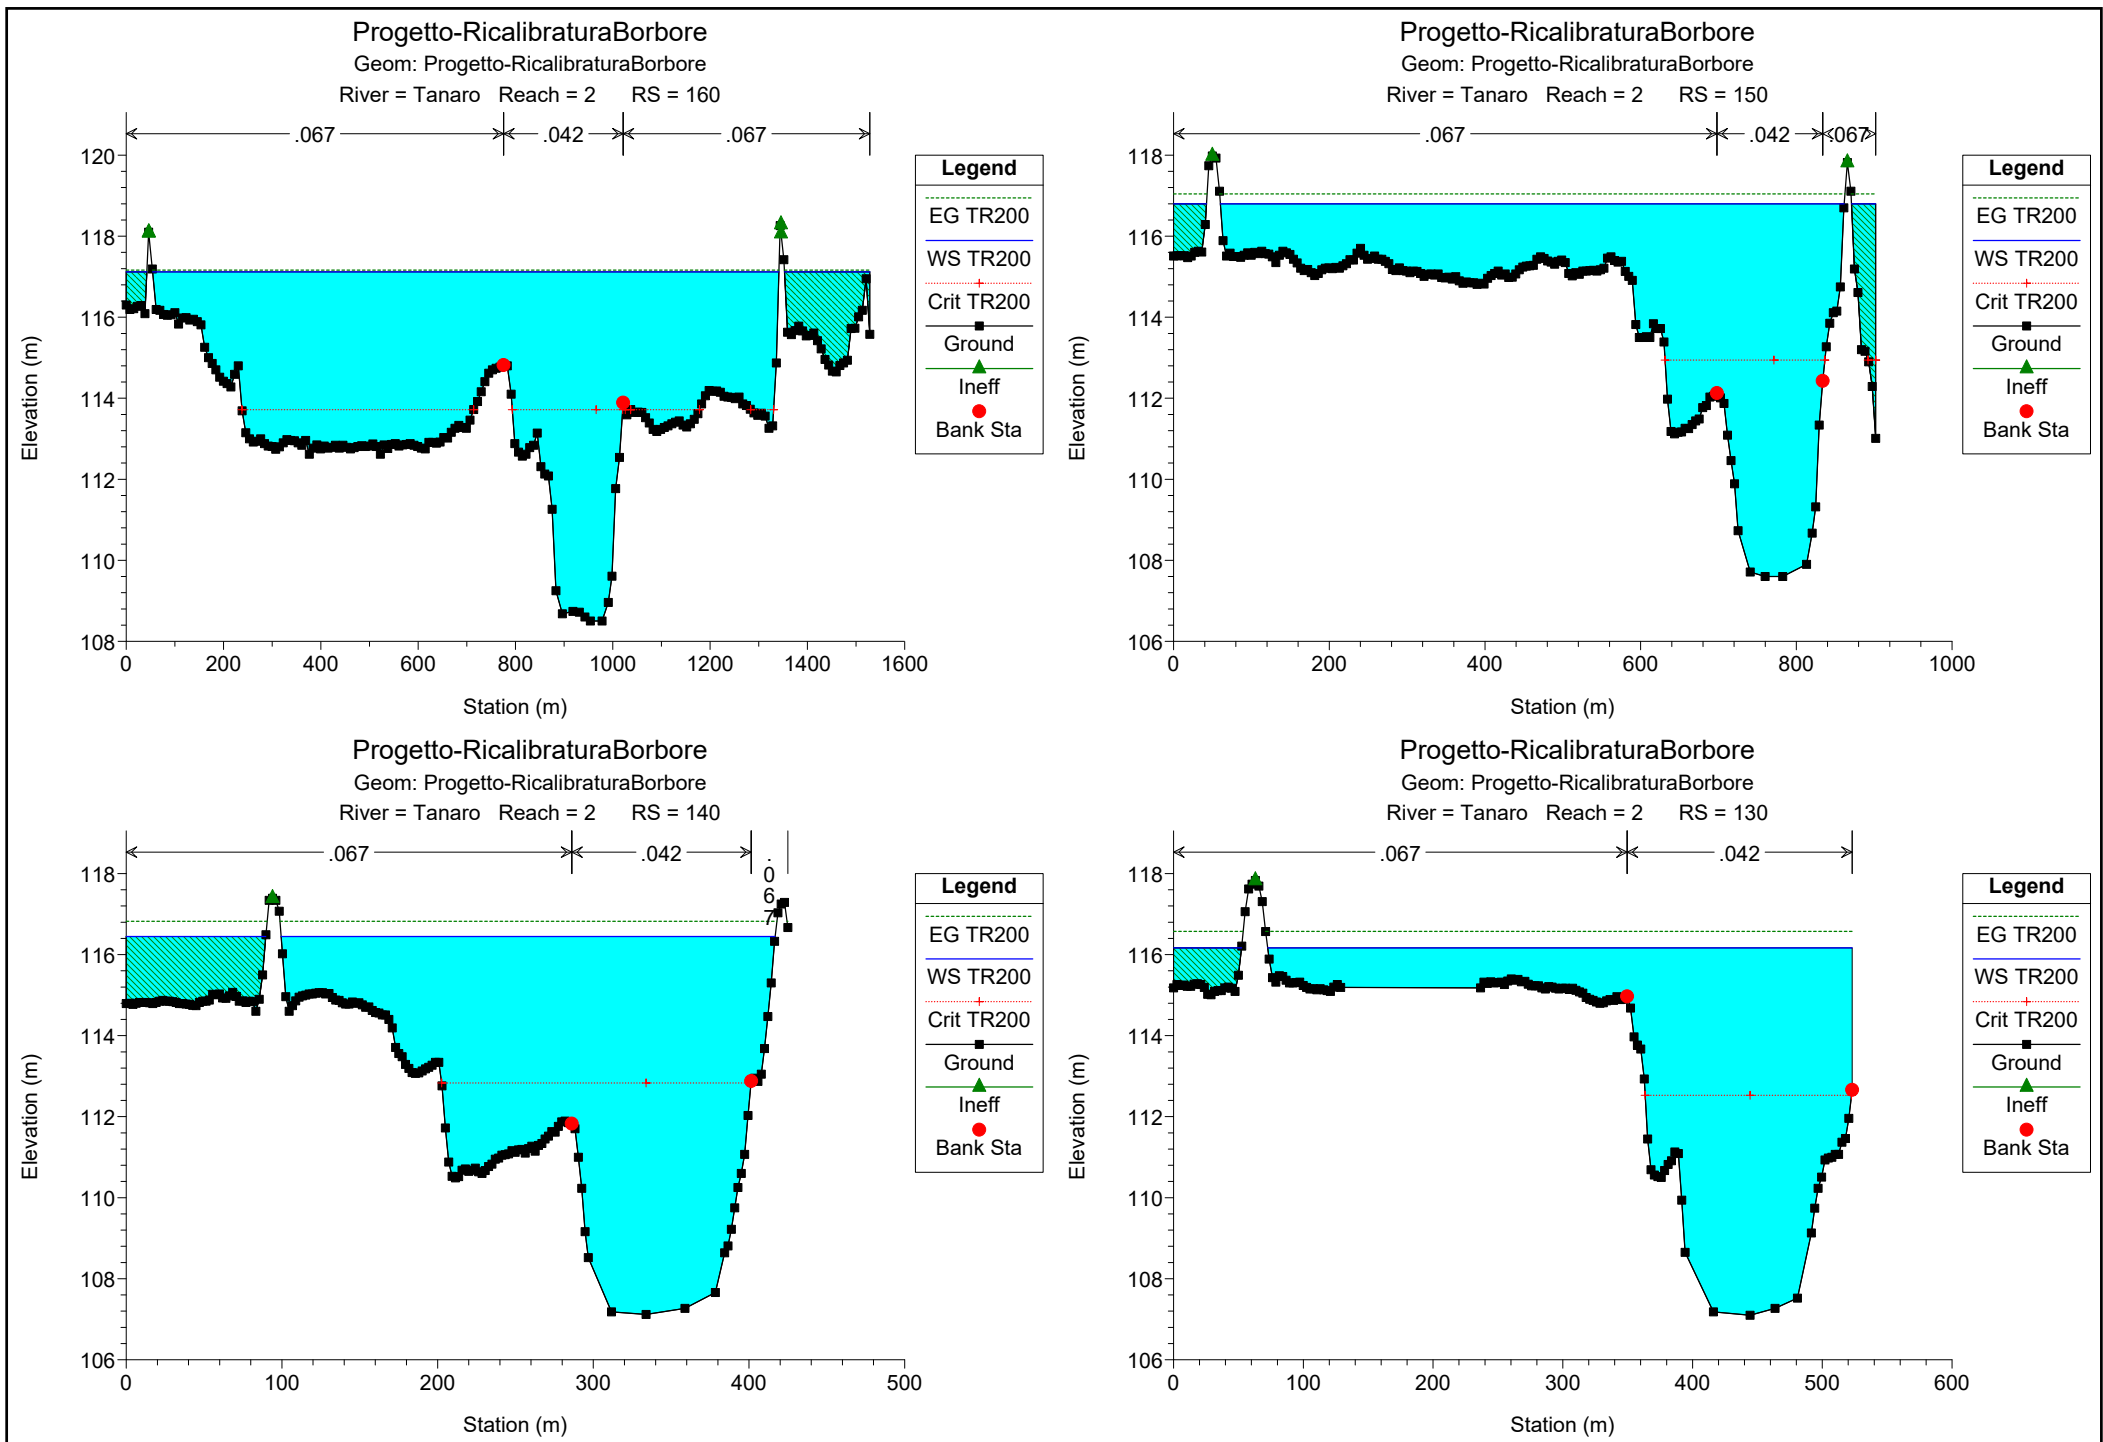 Progetto-RicalibraturaBorbore
Geom: Progetto-RicalibraturaBorbore
River = Tanaro Reach = 2 RS = 160
.067 .042 .067
120
118
116
114
112
110
108
Elevation (m)
0 200 400 600 800 1000 1200 1400 1600
Station (m)
Legend
EG TR200
WS TR200
Crit TR200
Ground
Ineff
Bank Sta
Progetto-RicalibraturaBorbore
Geom: Progetto-RicalibraturaBorbore
River = Tanaro Reach = 2 RS = 150
.067 .042 .067
118
116
114
112
110
108
106
Elevation (m)
0 200 400 600 800 1000
Station (m)
Legend
EG TR200
WS TR200
Crit TR200
Ground
Ineff
Bank Sta
Progetto-RicalibraturaBorbore
Geom: Progetto-RicalibraturaBorbore
River = Tanaro Reach = 2 RS = 140
.067 .042 .067
118
116
114
112
110
108
106
Elevation (m)
0 100 200 300 400 500
Station (m)
Legend
EG TR200
WS TR200
Crit TR200
Ground
Ineff
Bank Sta
Progetto-RicalibraturaBorbore
Geom: Progetto-RicalibraturaBorbore
River = Tanaro Reach = 2 RS = 130
.067 .042
118
116
114
112
110
108
106
Elevation (m)
0 100 200 300 400 500 600
Station (m)
Legend
EG TR200
WS TR200
Crit TR200
Ground
Ineff
Bank Sta